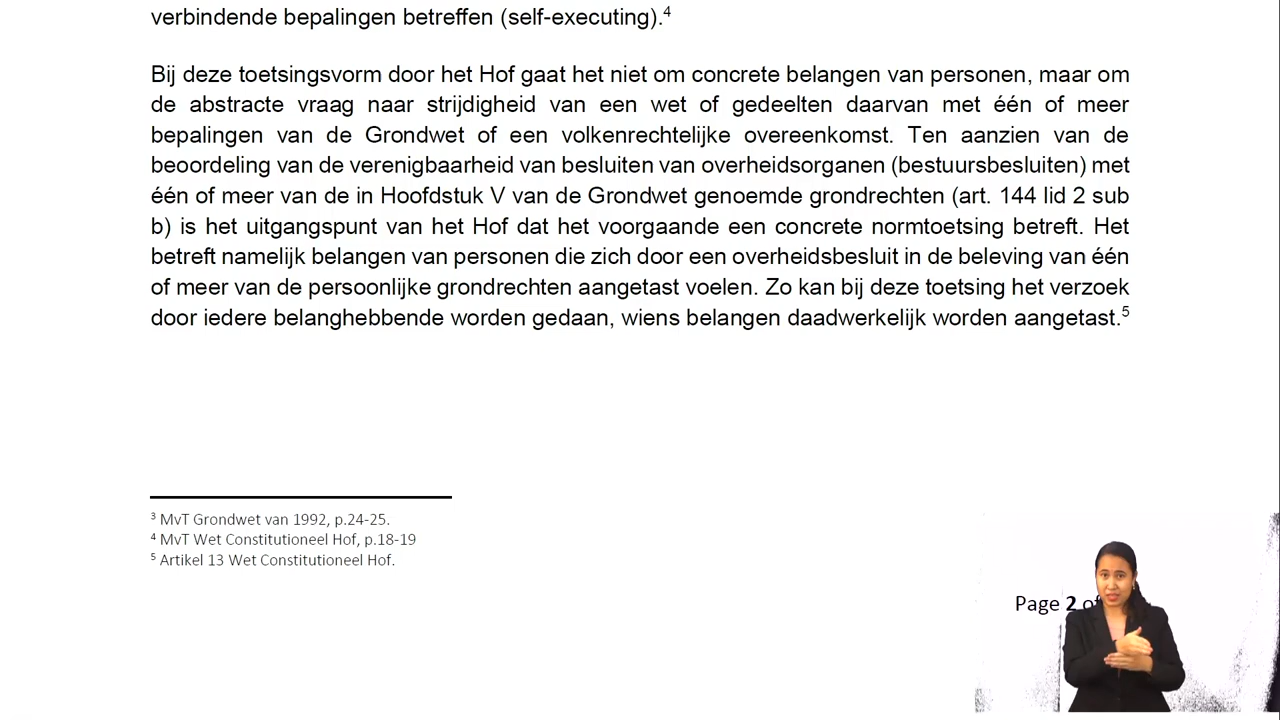 verbindende bepalingen betreffen (self-executing).⁴
Bij deze toetsingsvorm door het Hof gaat het niet om concrete belangen van personen, maar om
de abstracte vraag naar strijdigheid van een wet of gedeelten daarvan met één of meer
bepalingen van de Grondwet of een volkenrechtelijke overeenkomst. Ten aanzien van de
beoordeling van de verenigbaarheid van besluiten van overheidsorganen (bestuursbesluiten) met
één of meer van de in Hoofdstuk V van de Grondwet genoemde grondrechten (art. 144 lid 2 sub
b) is het uitgangspunt van het Hof dat het voorgaande een concrete normtoetsing betreft. Het
betreft namelijk belangen van personen die zich door een overheidsbesluit in de beleving van één
of meer van de persoonlijke grondrechten aangetast voelen. Zo kan bij deze toetsing het verzoek
door iedere belanghebbende worden gedaan, wiens belangen daadwerkelijk worden aangetast.⁵
³ MvT Grondwet van 1992, p.24-25.
⁴ MvT Wet Constitutioneel Hof, p.18-19
⁵ Artikel 13 Wet Constitutioneel Hof.
Page 2 of